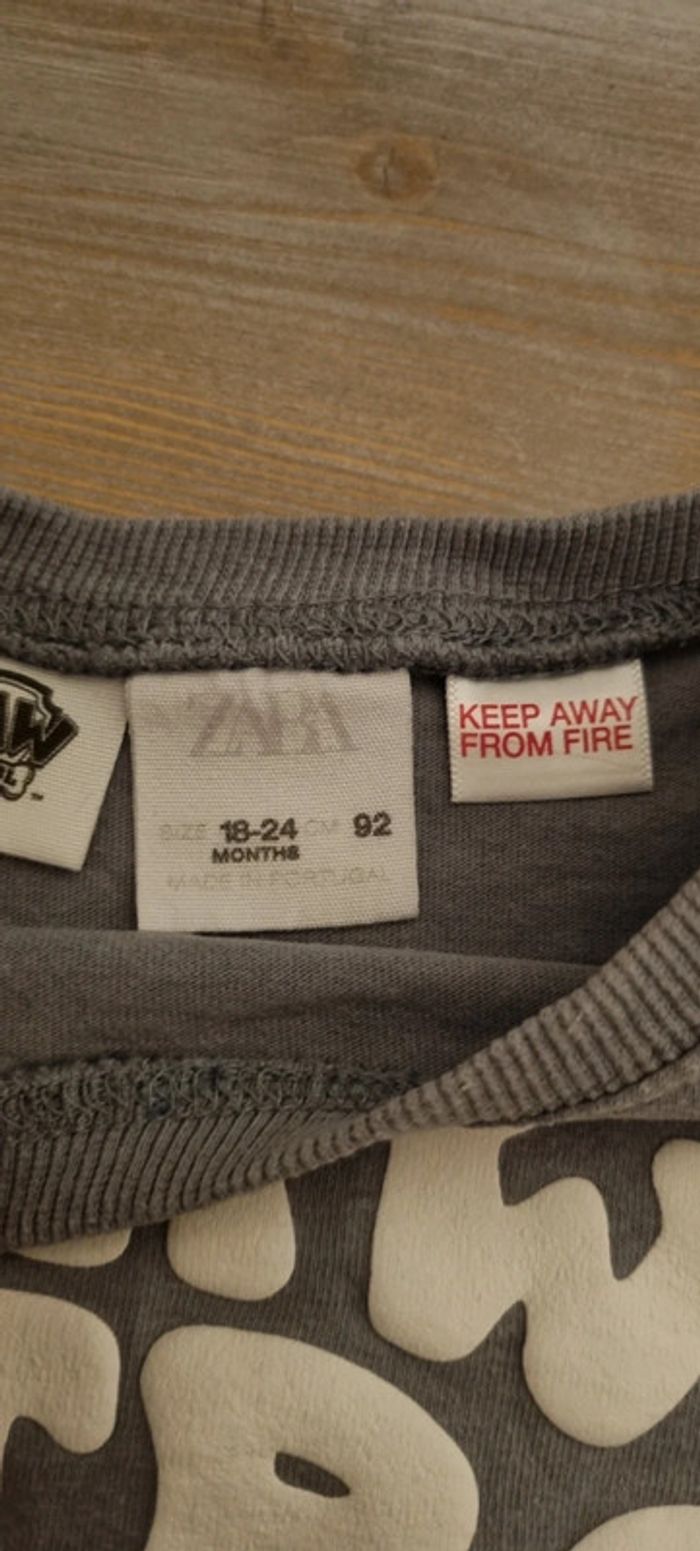 ZARA
SIZE 18-24 CM 92
MONTHS
MADE IN PORTUGAL
KEEP AWAY
FROM FIRE